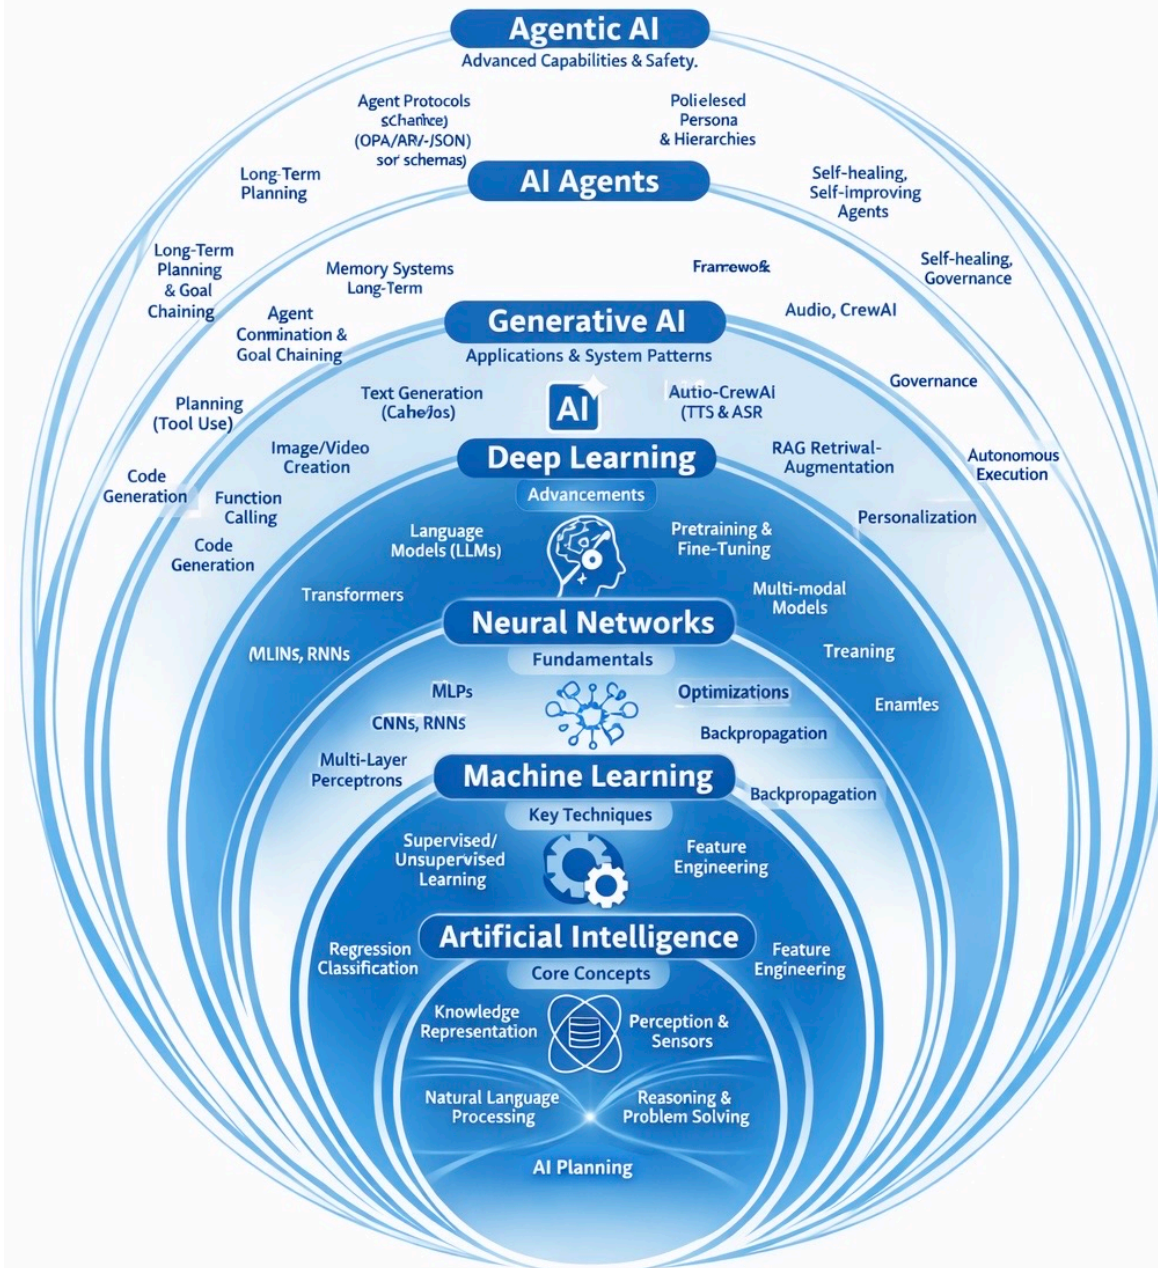 Agentic AI
Advanced Capabilities & Safety.
Agent Protocols
(OPA/AR/-JSON)
sor schemas)
Persona
& Hierarchies
Long-Term
Planning
AI Agents
Self-healing,
Self-improving
Agents
Long-Term
Planning
& Goal
Chaining
Memory Systems
Long-Term
Framework
Self-healing,
Governance
Agent
Conmination &
Goal Chaining
Generative AI
Applications & System Patterns
Audio, CrewAI
Governance
Planning
(Tool Use)
Text Generation
AI
Autio-CrewAi
(TTS & ASR
Image/Video
Creation
Deep Learning
Advancements
RAG Retriwal-
Augmentation
Autonomous
Execution
Code
Generation
Function
Calling
Code
Generation
Personalization
Language
Models (LLMs)
Pretraining &
Fine-Tuning
Transformers
Multi-modal
Models
Neural Networks
Fundamentals
MLINs, RNNs
Treaning
MLPs
Optimizations
Enamles
CNNs, RNNs
Backpropagation
Multi-Layer
Perceptrons
Machine Learning
Key Techniques
Backpropagation
Supervised/
Unsupervised
Learning
Feature
Engineering
Artificial Intelligence
Core Concepts
Regression
Classification
Feature
Engineering
Knowledge
Representation
Perception &
Sensors
Natural Language
Processing
Reasoning &
Problem Solving
AI Planning